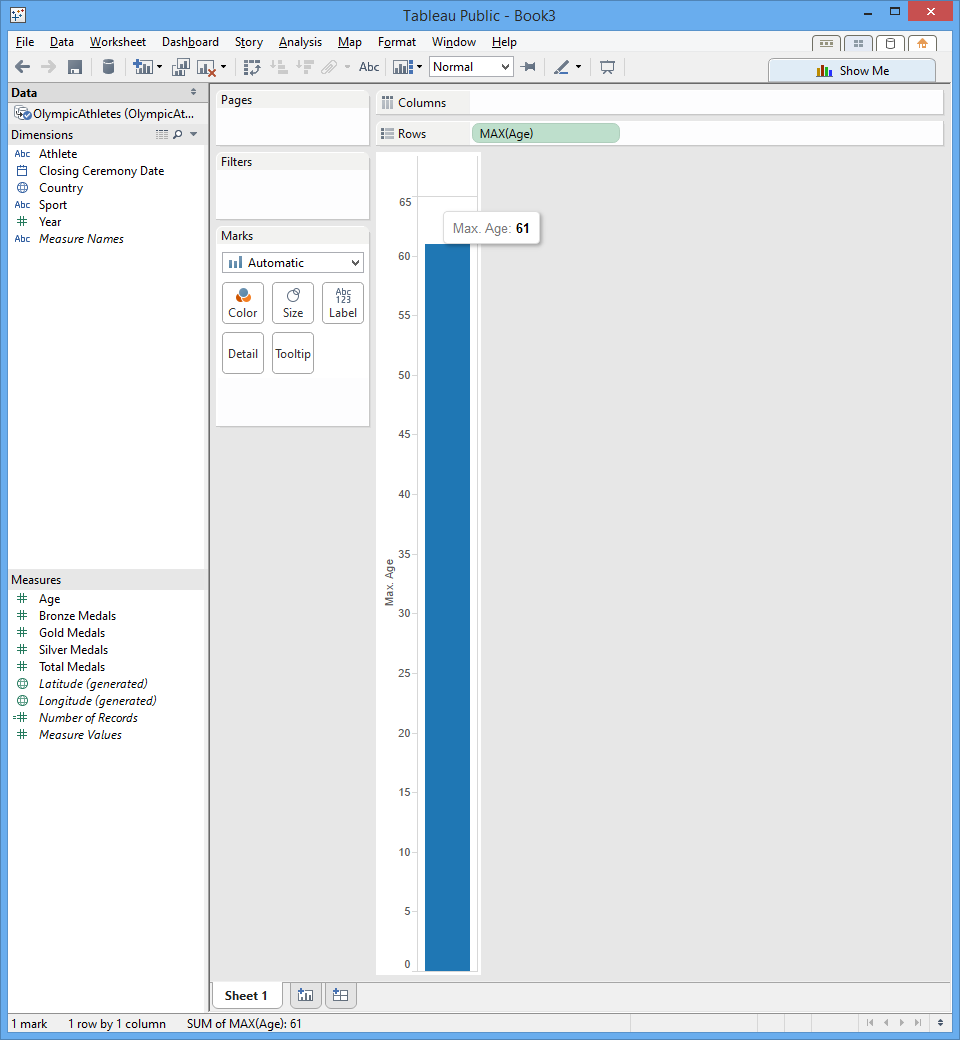 Tableau Public - Book3
File Data Worksheet Dashboard Story Analysis Map Format Window Help
Abc Normal
Show Me
Data
OlympicAthletes (OlympicAt...
Dimensions
Abc Athlete
Closing Ceremony Date
Country
Abc Sport
# Year
Abc Measure Names
Measures
# Age
# Bronze Medals
# Gold Medals
# Silver Medals
# Total Medals
Latitude (generated)
Longitude (generated)
=# Number of Records
# Measure Values
Pages
Filters
Marks
Automatic
Color Size Abc 123 Label
Detail Tooltip
Columns
Rows MAX(Age)
65
Max. Age: 61
60
55
50
45
40
35
Max. Age
30
25
20
15
10
5
0
Sheet 1
1 mark 1 row by 1 column SUM of MAX(Age): 61